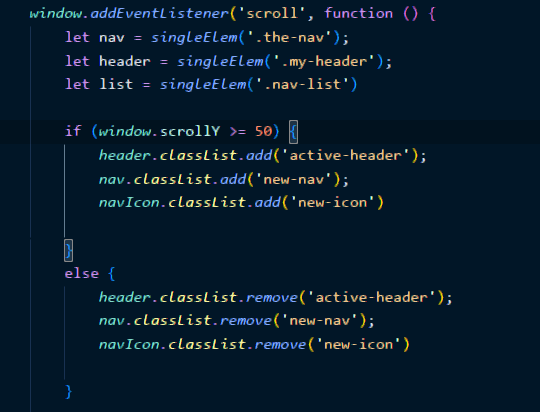 window.addEventListener('scroll', function () {
let nav = singleElem('.the-nav');
let header = singleElem('.my-header');
let list = singleElem('.nav-list')
if (window.scrollY >= 50) {
header.classList.add('active-header');
nav.classList.add('new-nav');
navIcon.classList.add('new-icon')
}
else {
header.classList.remove('active-header');
nav.classList.remove('new-nav');
navIcon.classList.remove('new-icon')
}